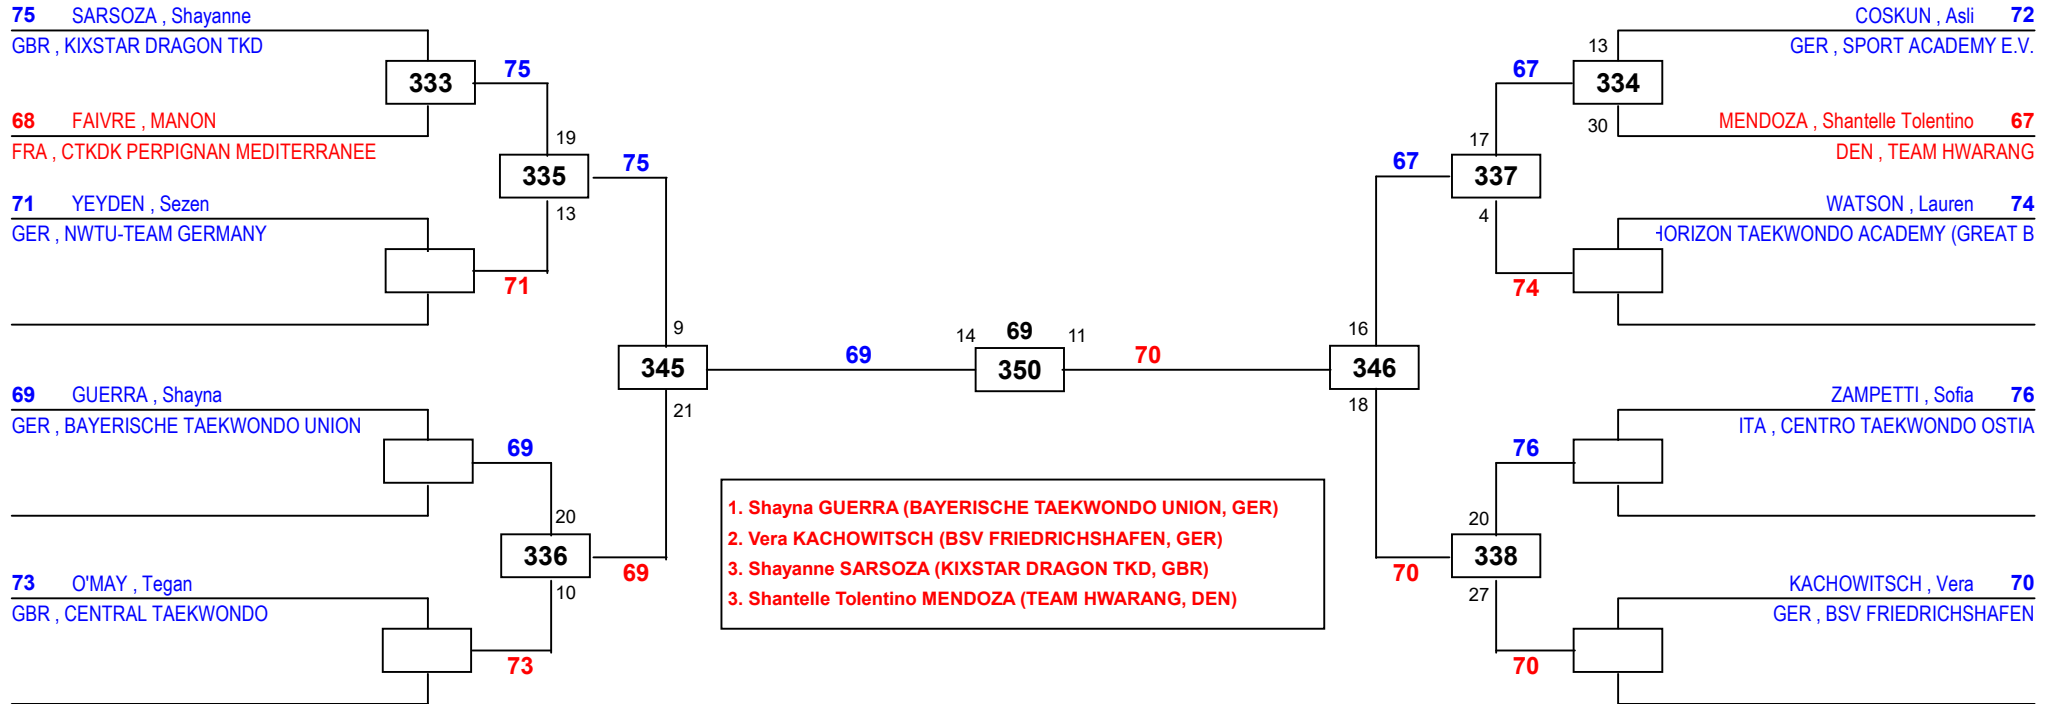 75 SARSOZA , Shayanne
GBR , KIXSTAR DRAGON TKD
333
75
68 FAIVRE , MANON
FRA , CTKDK PERPIGNAN MEDITERRANEE
19
335
75
13
71 YEYDEN , Sezen
GER , NWTU-TEAM GERMANY
71
9
345
21
69 GUERRA , Shayna
GER , BAYERISCHE TAEKWONDO UNION
69
20
336
69
10
73 O'MAY , Tegan
GBR , CENTRAL TAEKWONDO
73
69
14 69 11
350
70
1. Shayna GUERRA (BAYERISCHE TAEKWONDO UNION, GER)
2. Vera KACHOWITSCH (BSV FRIEDRICHSHAFEN, GER)
3. Shayanne SARSOZA (KIXSTAR DRAGON TKD, GBR)
3. Shantelle Tolentino MENDOZA (TEAM HWARANG, DEN)
COSKUN , Asli 72
GER , SPORT ACADEMY E.V.
13
67
334
30
MENDOZA , Shantelle Tolentino 67
DEN , TEAM HWARANG
17
67
337
4
WATSON , Lauren 74
HORIZON TAEKWONDO ACADEMY (GREAT B
74
16
346
18
ZAMPETTI , Sofia 76
ITA , CENTRO TAEKWONDO OSTIA
76
20
338
70
27
KACHOWITSCH , Vera 70
GER , BSV FRIEDRICHSHAFEN
70